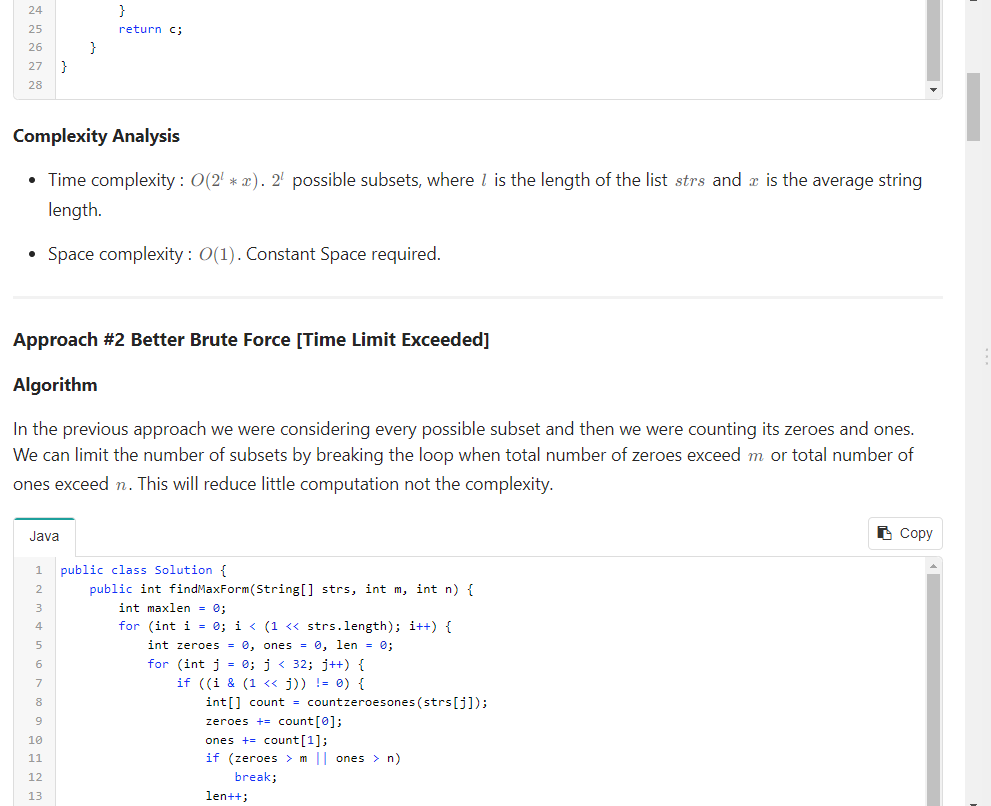 24 }
25 return c;
26 }
27 }
28
Complexity Analysis
• Time complexity : O(2^l * x). 2^l possible subsets, where l is the length of the list strs and x is the average string
length.
• Space complexity : O(1). Constant Space required.
Approach #2 Better Brute Force [Time Limit Exceeded]
Algorithm
In the previous approach we were considering every possible subset and then we were counting its zeroes and ones.
We can limit the number of subsets by breaking the loop when total number of zeroes exceed m or total number of
ones exceed n. This will reduce little computation not the complexity.
Java
Copy
1 public class Solution {
2 public int findMaxForm(String[] strs, int m, int n) {
3 int maxlen = 0;
4 for (int i = 0; i < (1 << strs.length); i++) {
5 int zeroes = 0, ones = 0, len = 0;
6 for (int j = 0; j < 32; j++) {
7 if ((i & (1 << j)) != 0) {
8 int[] count = countzeroesones(strs[j]);
9 zeroes += count[0];
10 ones += count[1];
11 if (zeroes > m || ones > n)
12 break;
13 len++;